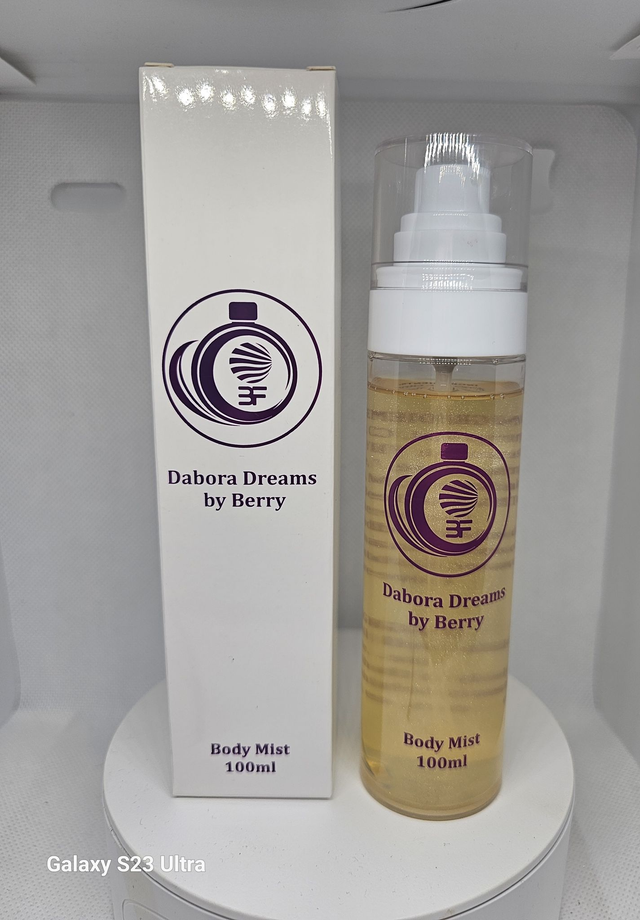 Dabora Dreams
by Berry
Body Mist
100ml
Dabora Dreams
by Berry
Body Mist
100ml
Galaxy S23 Ultra